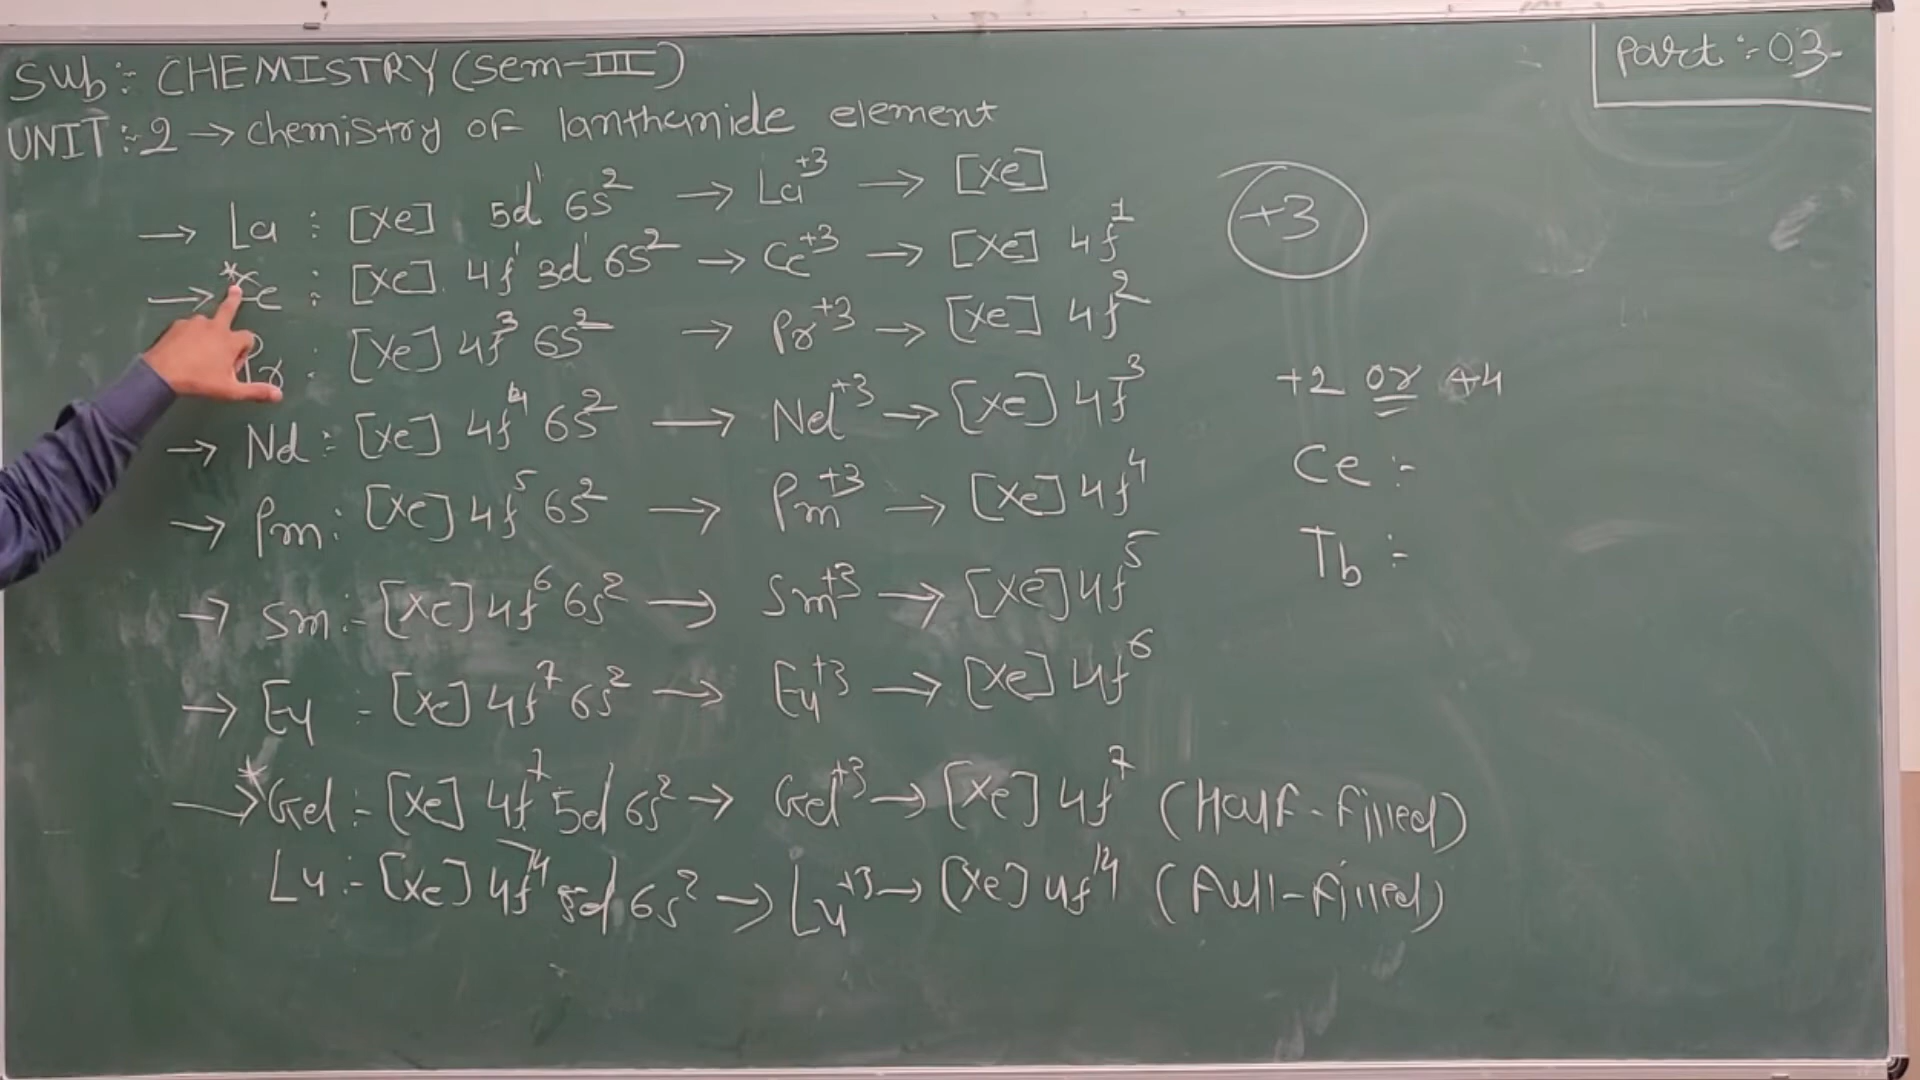 Sub:- CHEMISTRY (Sem-III)
Part :- 03-
UNIT :- 2 → chemistry of lanthanide element
→ La : [Xe] 5d¹ 6s² → La⁺³ → [Xe]
+3
→ *Ce : [Xe] 4f¹ 3d¹ 6s² → Ce⁺³ → [Xe] 4f¹
Pr : [Xe] 4f³ 6s² → Pr⁺³ → [Xe] 4f²
+2 or +4
→ Nd :- [Xe] 4f⁴ 6s² → Nd⁺³ → [Xe] 4f³
Ce :-
→ Pm : [Xe] 4f⁵ 6s² → Pm⁺³ → [Xe] 4f⁴
Tb :-
→ Sm :- [Xe] 4f⁶ 6s² → Sm⁺³ → [Xe] 4f⁵
→ Eu :- [Xe] 4f⁷ 6s² → Eu⁺³ → [Xe] 4f⁶
→ *Gd :- [Xe] 4f⁷ 5d¹ 6s² → Gd⁺³ → [Xe] 4f⁷ (Half-filled)
Lu :- [Xe] 4f¹⁴ 5d¹ 6s² → Lu⁺³ → [Xe] 4f¹⁴ (Full-filled)